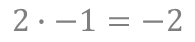 2 · −1 = −2